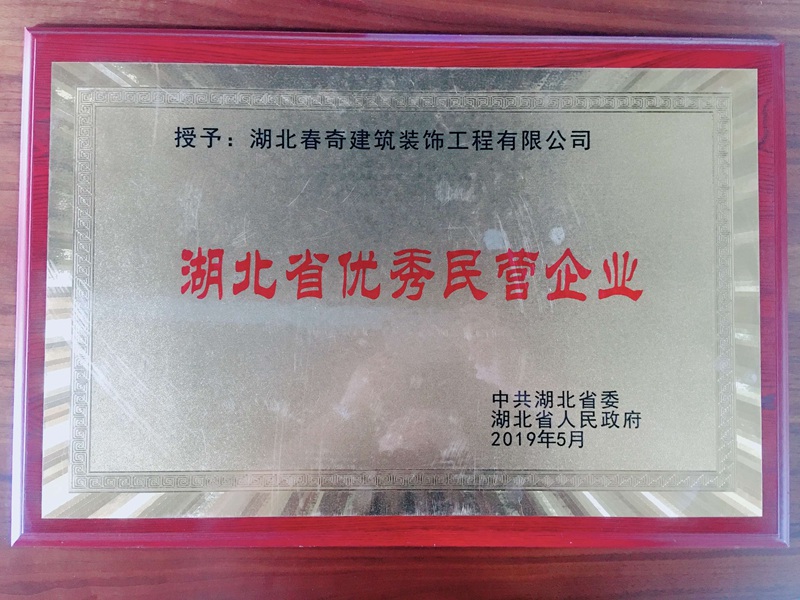 授予：湖北春奇建筑装饰工程有限公司
湖北省优秀民营企业
中共湖北省委
湖北省人民政府
2019年5月